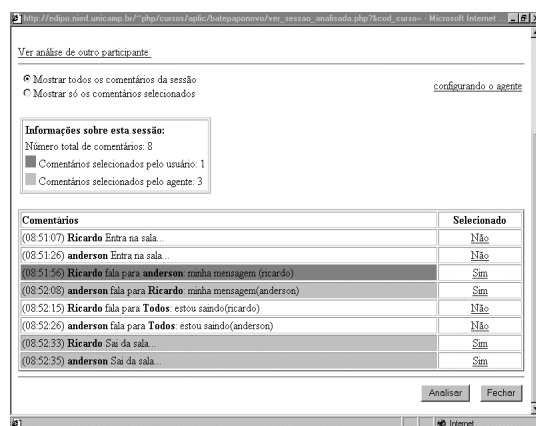 http://edipo.nied.unicamp.br/~php/cursos/aplic/batepaponovo/ver_sessao_analisada.php?&cod_curso= - Microsoft Internet ...
Ver análise de outro participante
Mostrar todos os comentários da sessão
Mostrar só os comentários selecionados
configurando o agente
Informações sobre esta sessão:
Número total de comentários: 8
Comentários selecionados pelo usuário: 1
Comentários selecionados pelo agente: 3
Comentários Selecionado
(08:51:07) Ricardo Entra na sala... Não
(08:51:26) anderson Entra na sala... Não
(08:51:56) Ricardo fala para anderson: minha mensagem (ricardo) Sim
(08:52:08) anderson fala para Ricardo: minha mensagem(anderson) Sim
(08:52:15) Ricardo fala para Todos: estou saindo(ricardo) Não
(08:52:26) anderson fala para Todos: estou saindo(anderson) Não
(08:52:33) Ricardo Sai da sala... Sim
(08:52:35) anderson Sai da sala... Sim
Analisar Fechar
Internet